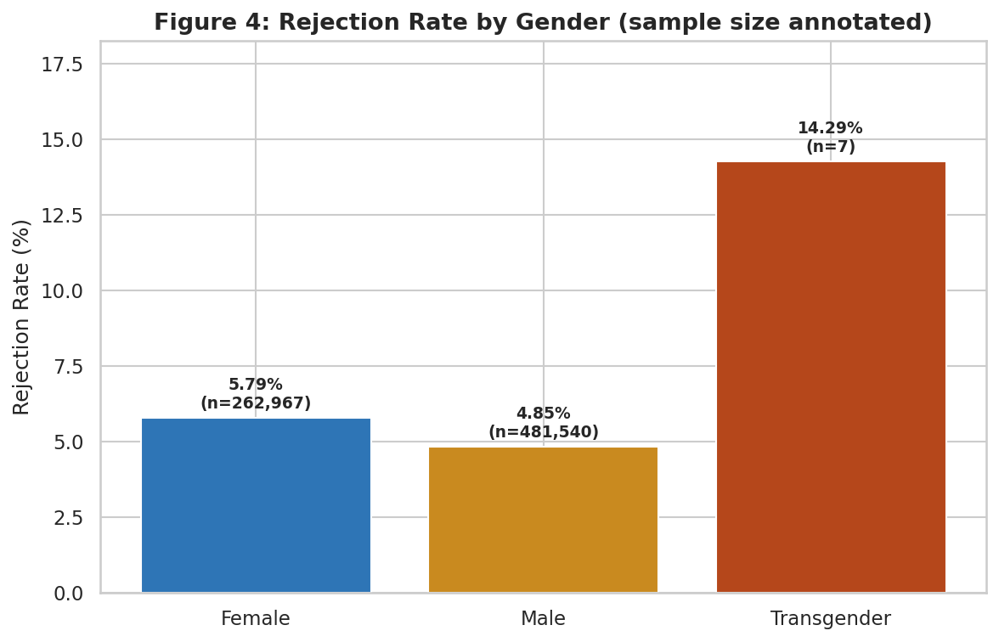 Figure 4: Rejection Rate by Gender (sample size annotated)
Rejection Rate (%)
17.5
15.0
12.5
10.0
7.5
5.0
2.5
0.0
5.79%
(n=262,967)
4.85%
(n=481,540)
14.29%
(n=7)
Female
Male
Transgender